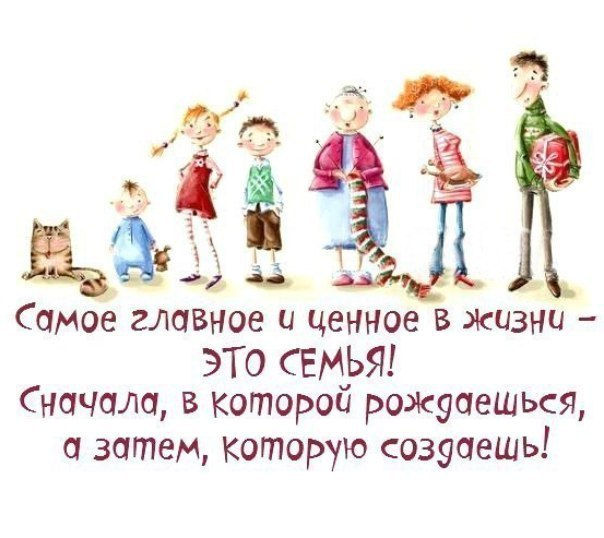 Самое главное и ценное в жизни –
ЭТО СЕМЬЯ!
Сначала, в которой рождаешься,
а затем, которую создаешь!